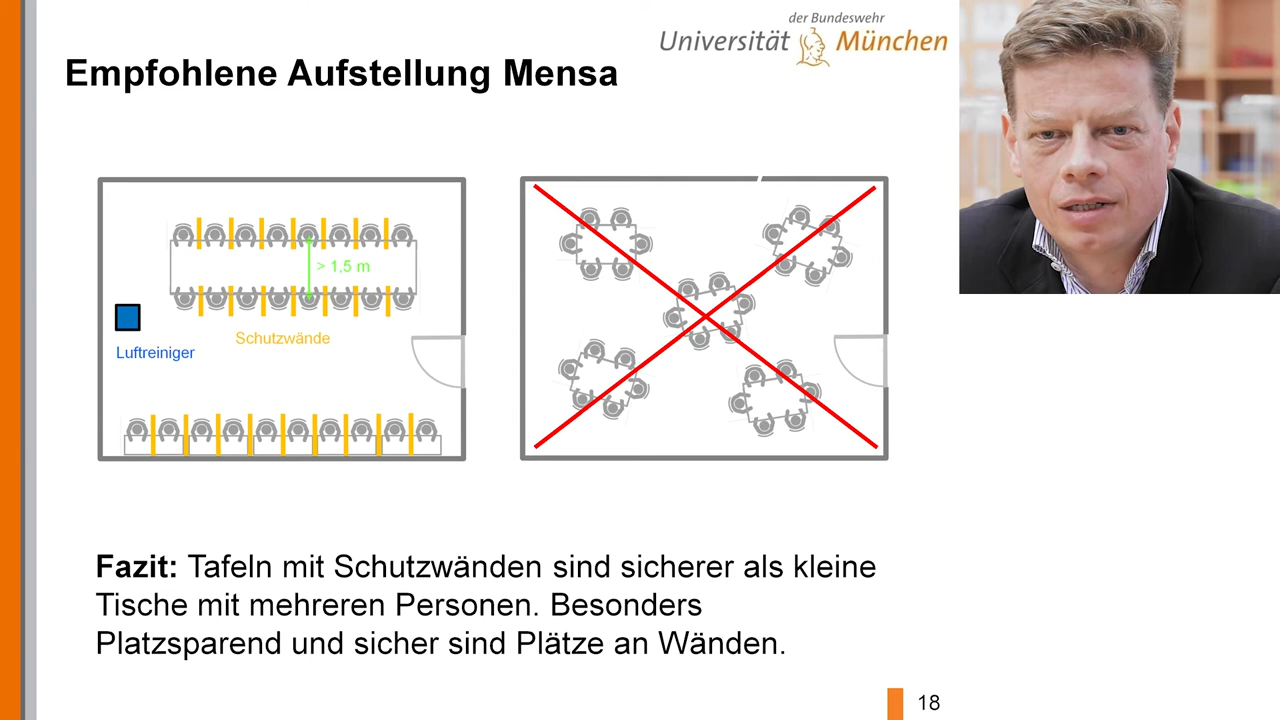 der Bundeswehr
Universität München
Empfohlene Aufstellung Mensa
> 1,5 m
Schutzwände
Luftreiniger
Fazit: Tafeln mit Schutzwänden sind sicherer als kleine
Tische mit mehreren Personen. Besonders
Platzsparend und sicher sind Plätze an Wänden.
18